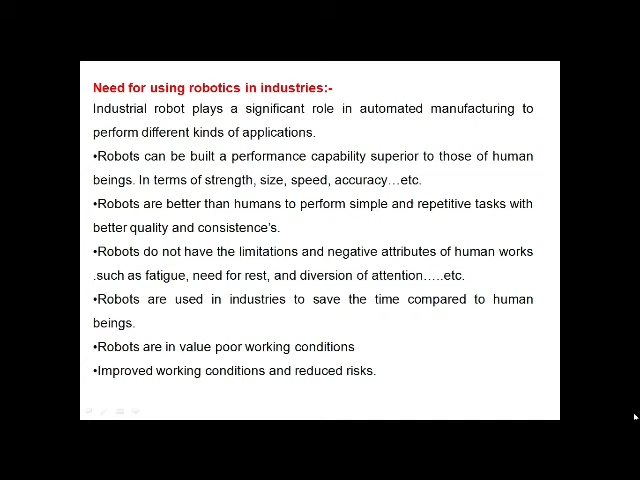 Need for using robotics in industries:-
Industrial robot plays a significant role in automated manufacturing to
perform different kinds of applications.
•Robots can be built a performance capability superior to those of human
beings. In terms of strength, size, speed, accuracy…etc.
•Robots are better than humans to perform simple and repetitive tasks with
better quality and consistence’s.
•Robots do not have the limitations and negative attributes of human works
.such as fatigue, need for rest, and diversion of attention…..etc.
•Robots are used in industries to save the time compared to human
beings.
•Robots are in value poor working conditions
•Improved working conditions and reduced risks.